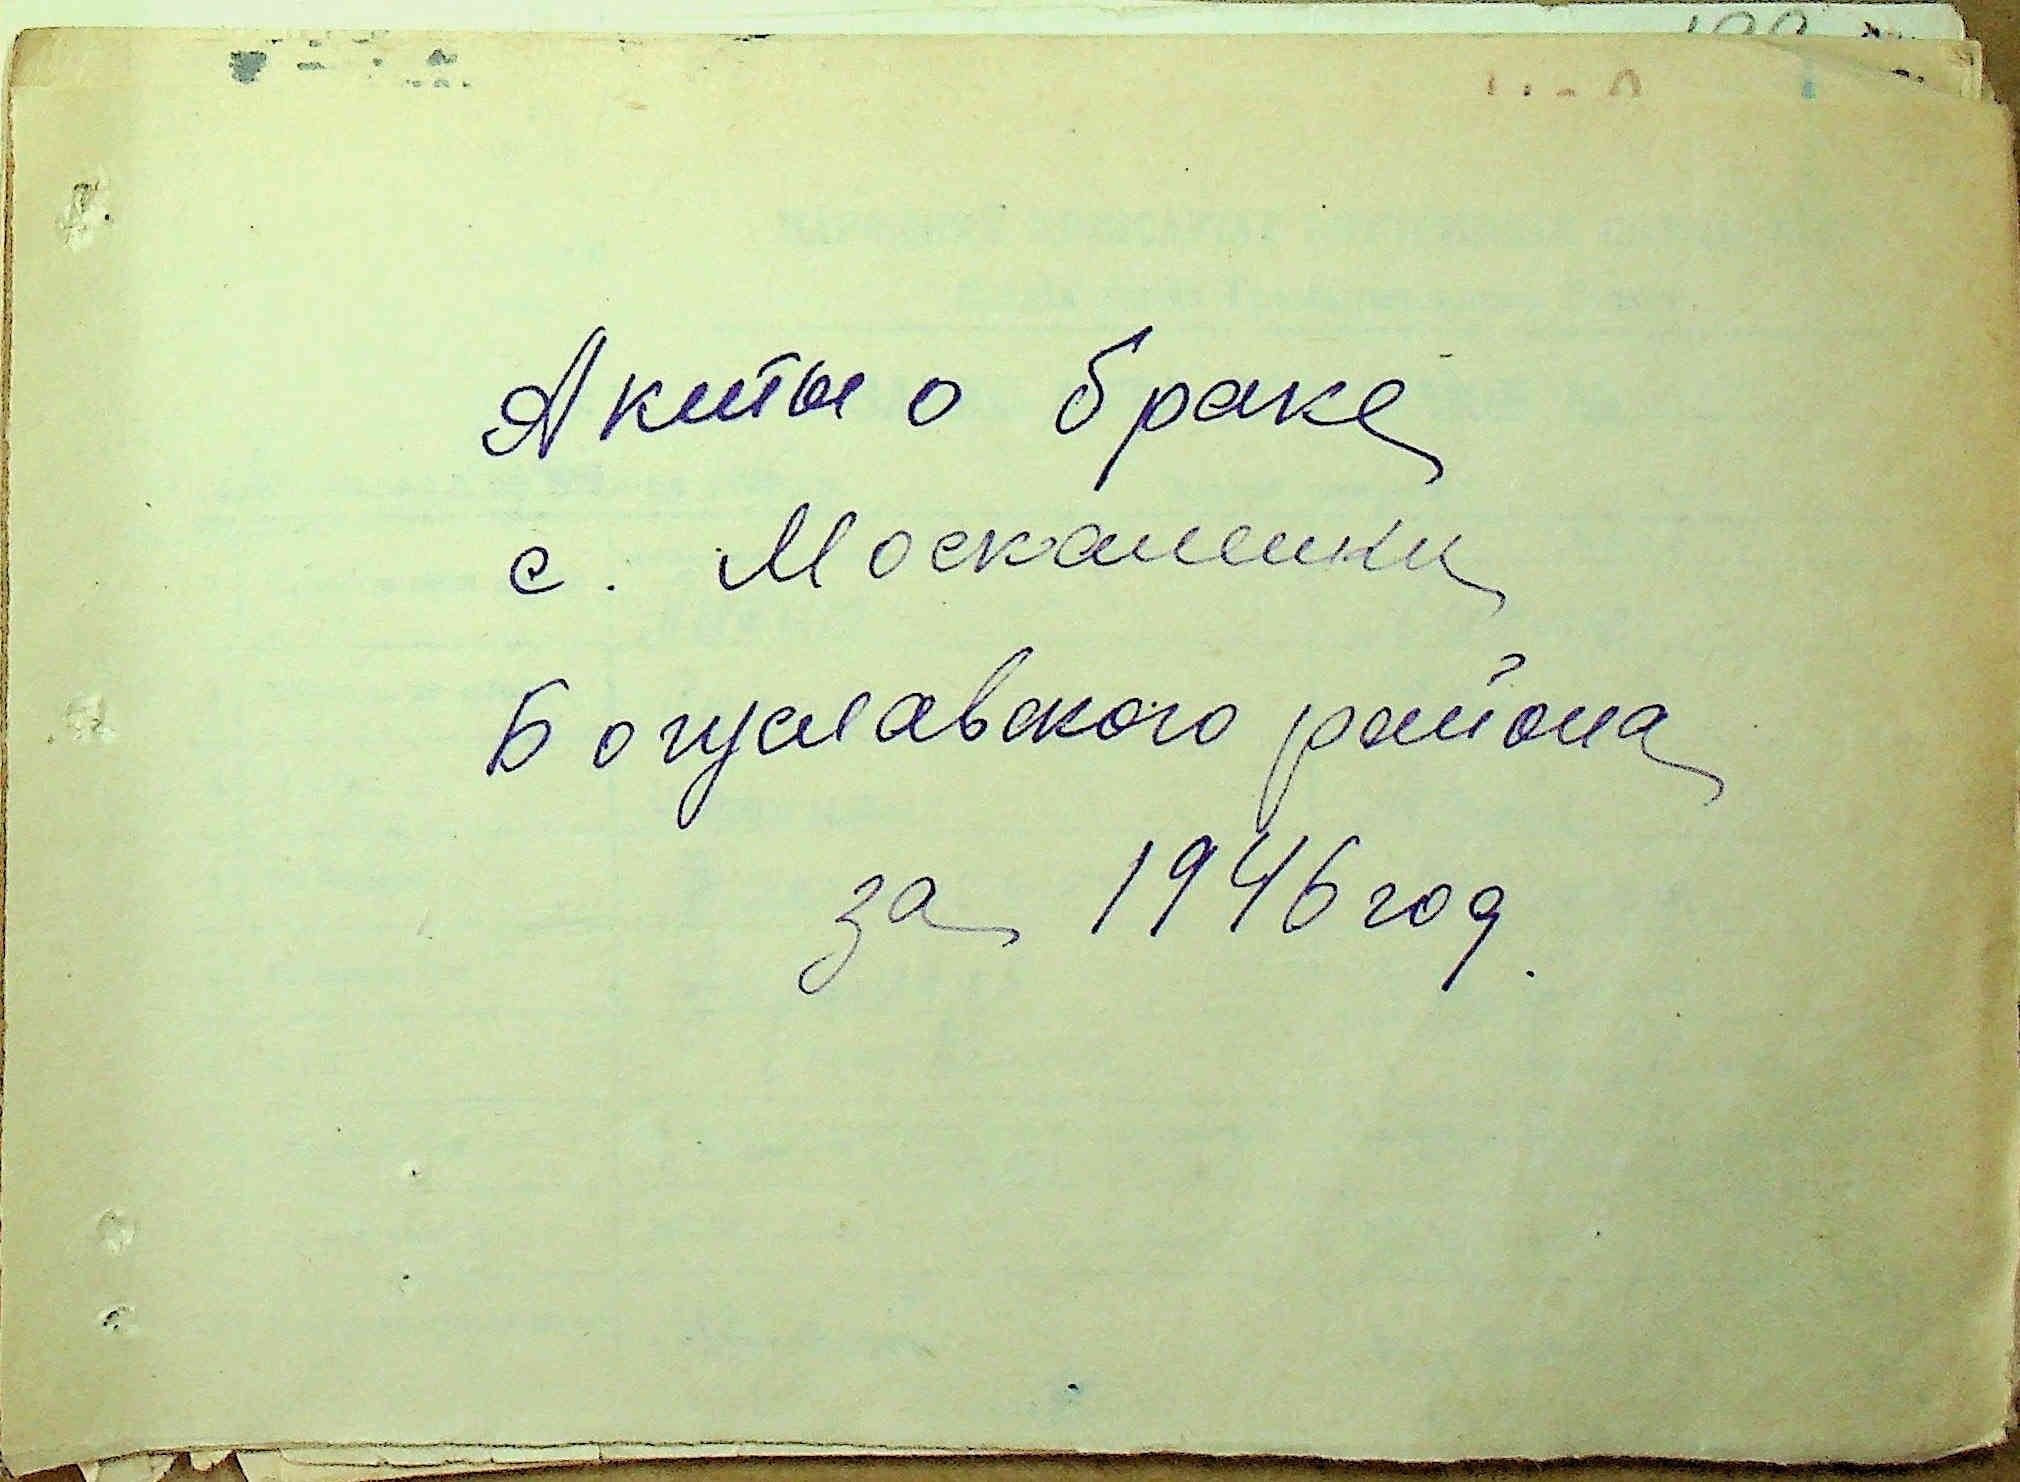 Акты о браке
с. Москаленки
Богуславского района
за 1946 год.